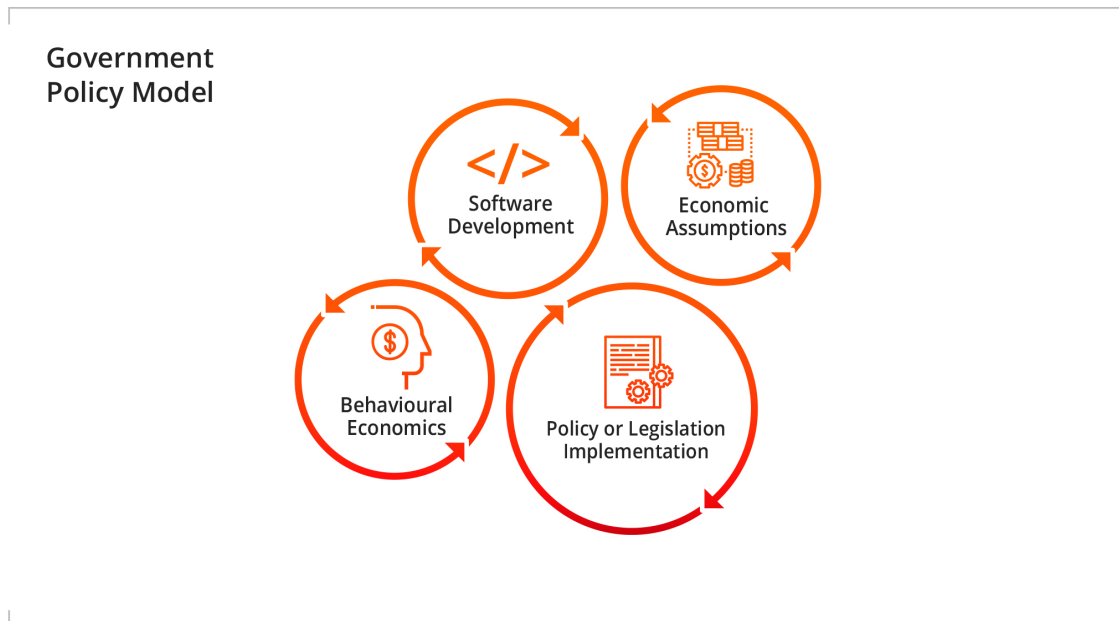 Government
Policy Model
</>
Software
Development
Economic
Assumptions
$
$
Behavioural
Economics
Policy or Legislation
Implementation